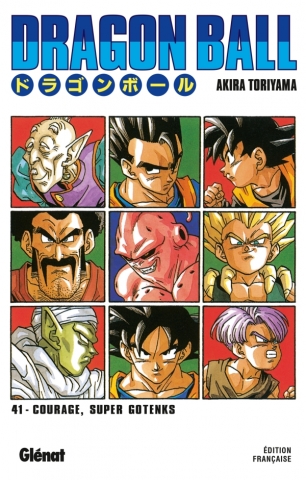 DRAGON BALL
ドラゴンボール
AKIRA TORIYAMA
41 - COURAGE, SUPER GOTENKS
Glénat
ÉDITION
FRANÇAISE